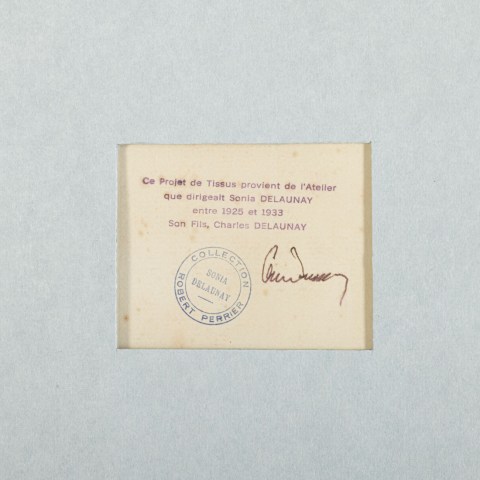 Ce Projet de Tissus provient de l'Atelier
que dirigeait Sonia DELAUNAY
entre 1925 et 1933
Son Fils, Charles DELAUNAY
COLLECTION
SONIA
DELAUNAY
ROBERT PERRIER